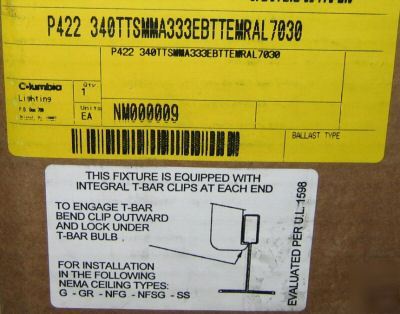 P422 340TTSMMA333EBTTEMRAL7030
P422 340TTSMMA333EBTTEMRAL7030
Columbia
Lighting
Qty
1
Units
EA
NM000009
BALLAST TYPE
THIS FIXTURE IS EQUIPPED WITH
INTEGRAL T-BAR CLIPS AT EACH END
TO ENGAGE T-BAR
BEND CLIP OUTWARD
AND LOCK UNDER
T-BAR BULB .
FOR INSTALLATION
IN THE FOLLOWING
NEMA CEILING TYPES:
G - GR - NFG - NFSG - SS
EVALUATED PER U.L. 1598